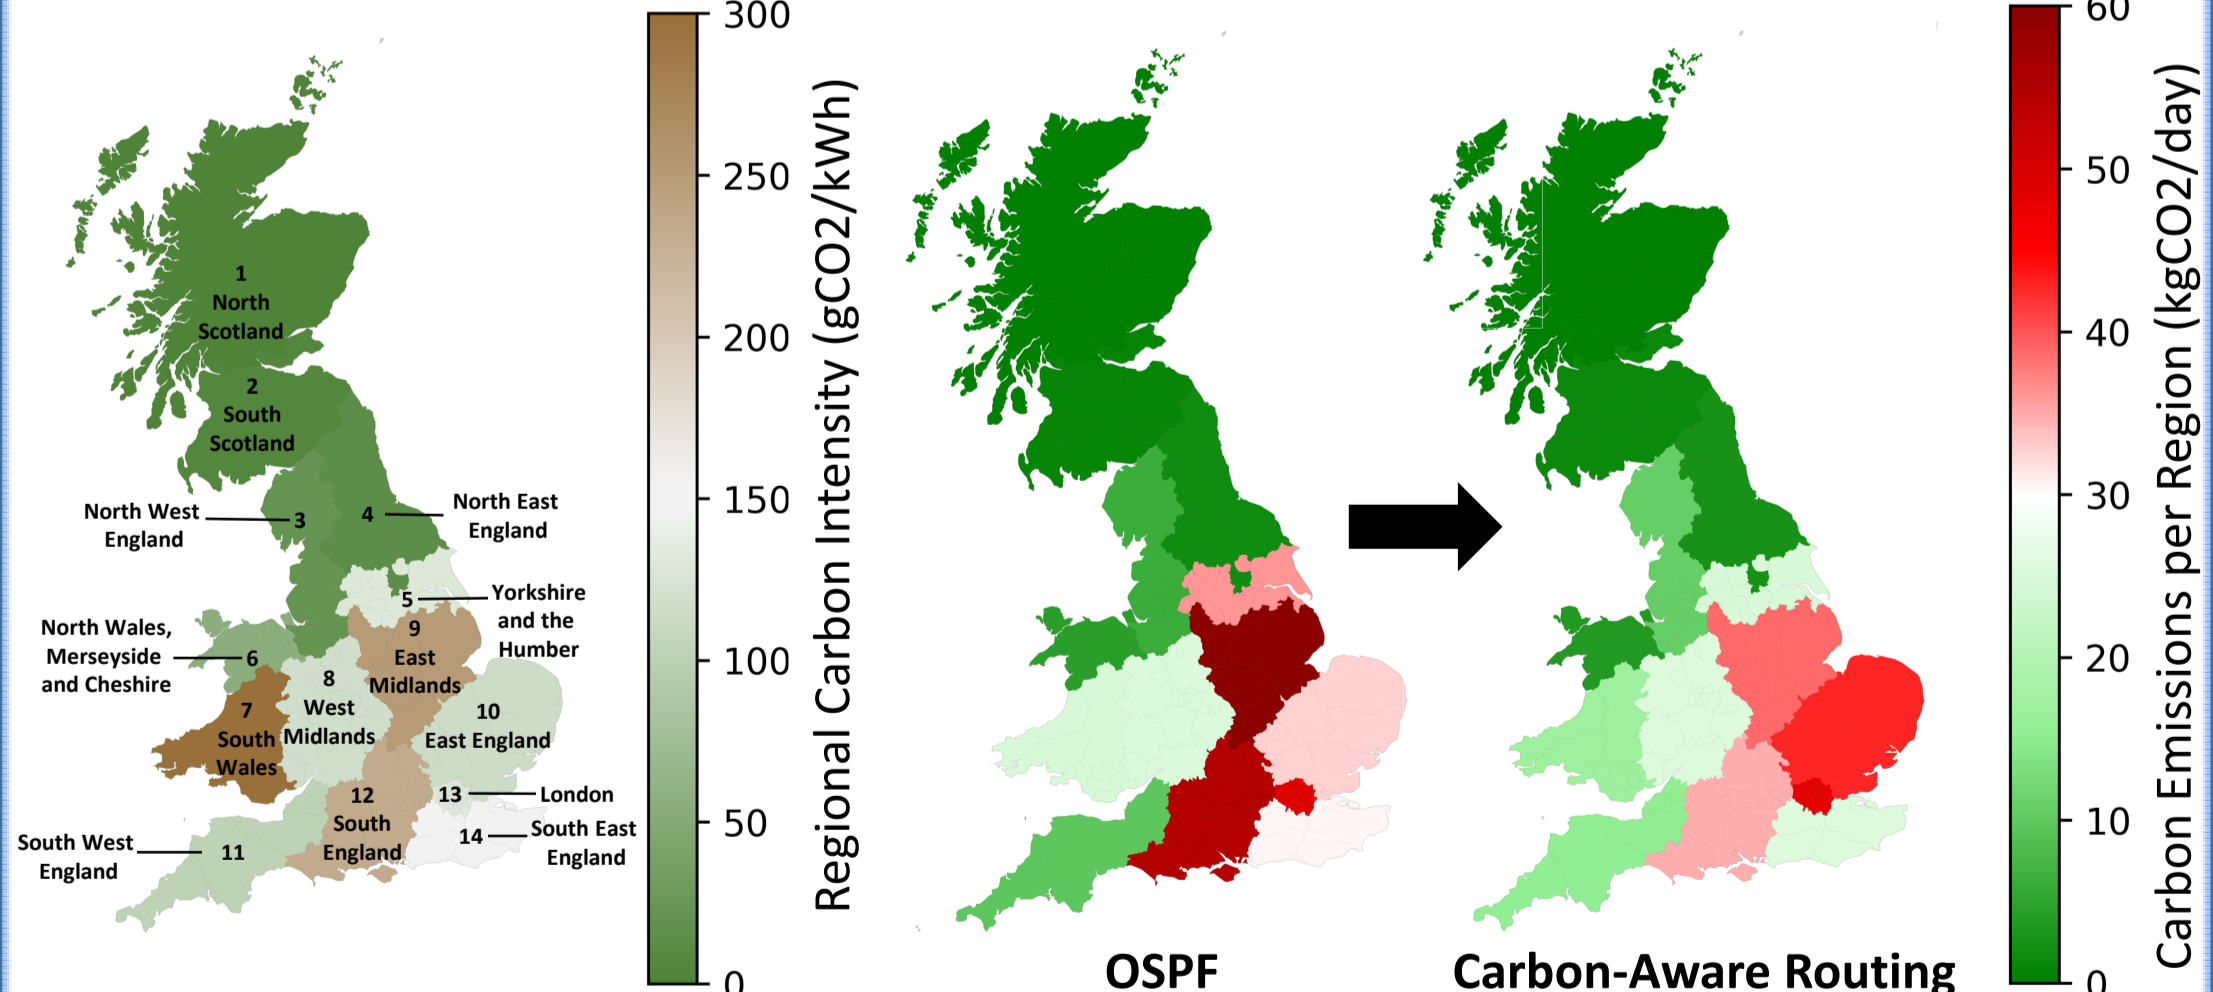 1
North
Scotland
2
South
Scotland
North West
England
3
4
North East
England
5
Yorkshire
and the
Humber
North Wales,
Merseyside
and Cheshire
6
9
East
Midlands
8
West
Midlands
7
South
Wales
10
East England
12
South
England
13
London
14
South East
England
South West
England
11
300
250
200
150
100
50
0
Regional Carbon Intensity (gCO2/kWh)
OSPF
Carbon-Aware Routing
60
50
40
30
20
10
0
Carbon Emissions per Region (kgCO2/day)